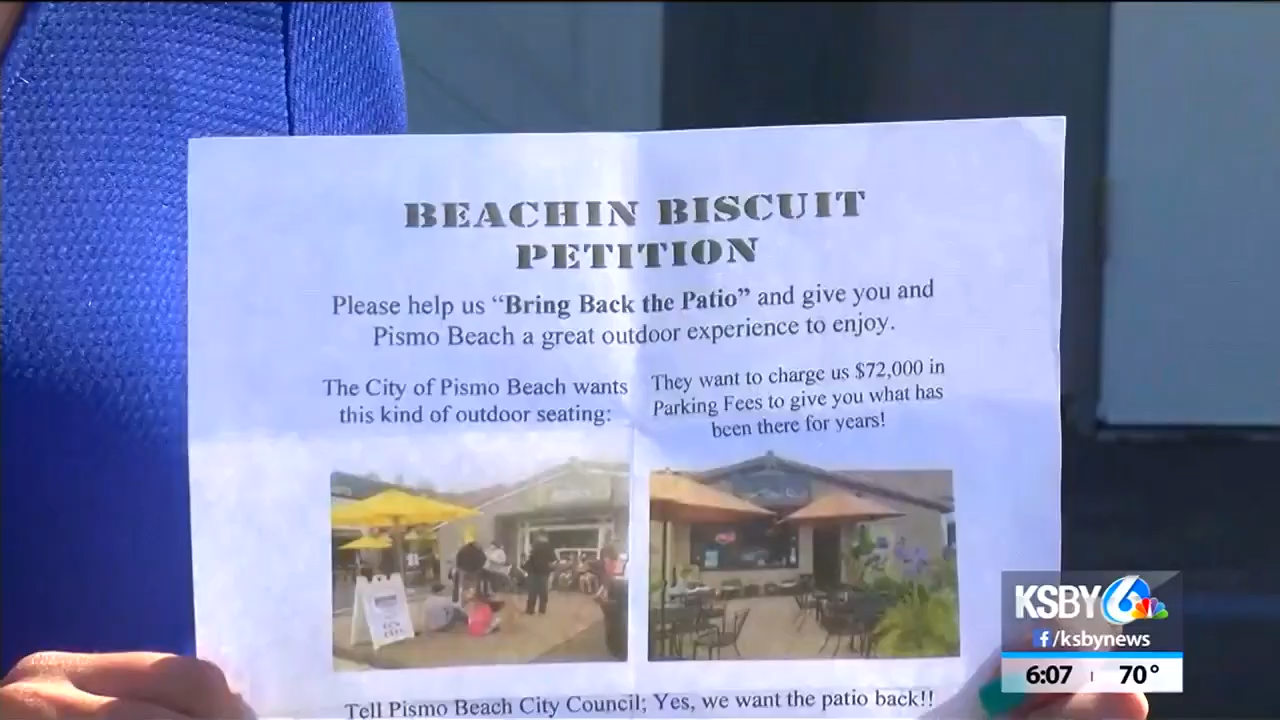 BEACHIN BISCUIT
PETITION
Please help us “Bring Back the Patio” and give you and
Pismo Beach a great outdoor experience to enjoy.
The City of Pismo Beach wants
this kind of outdoor seating:
They want to charge us $72,000 in
Parking Fees to give you what has
been there for years!
Tell Pismo Beach City Council; Yes, we want the patio back!!
KSBY6
f/ksbynews
6:07 70°